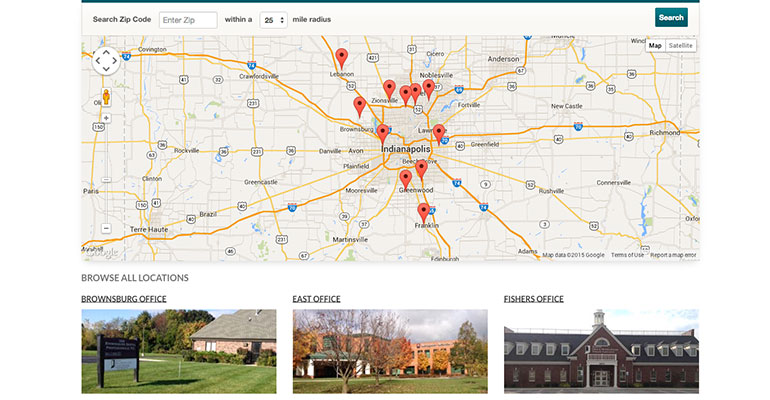 Search Zip Code Enter Zip within a 25 mile radius Search
Map Satellite
Covington
Crawfordsville
Lebanon
Cicero
Anderson
Noblesville
Zionsville
Fortville
New Castle
Brownsburg
Richmond
Indianapolis
Greenfield
Rockville
Danville
Avon
Plainfield
Beech Grove
Paris
Clinton
Greencastle
Mooresville
Greenwood
Rushville
Connersville
Brazil
Terre Haute
Martinsville
Franklin
Adams
Edinburgh
Google
Map data ©2015 Google Terms of Use Report a map error
BROWSE ALL LOCATIONS
BROWNSBURG OFFICE EAST OFFICE FISHERS OFFICE